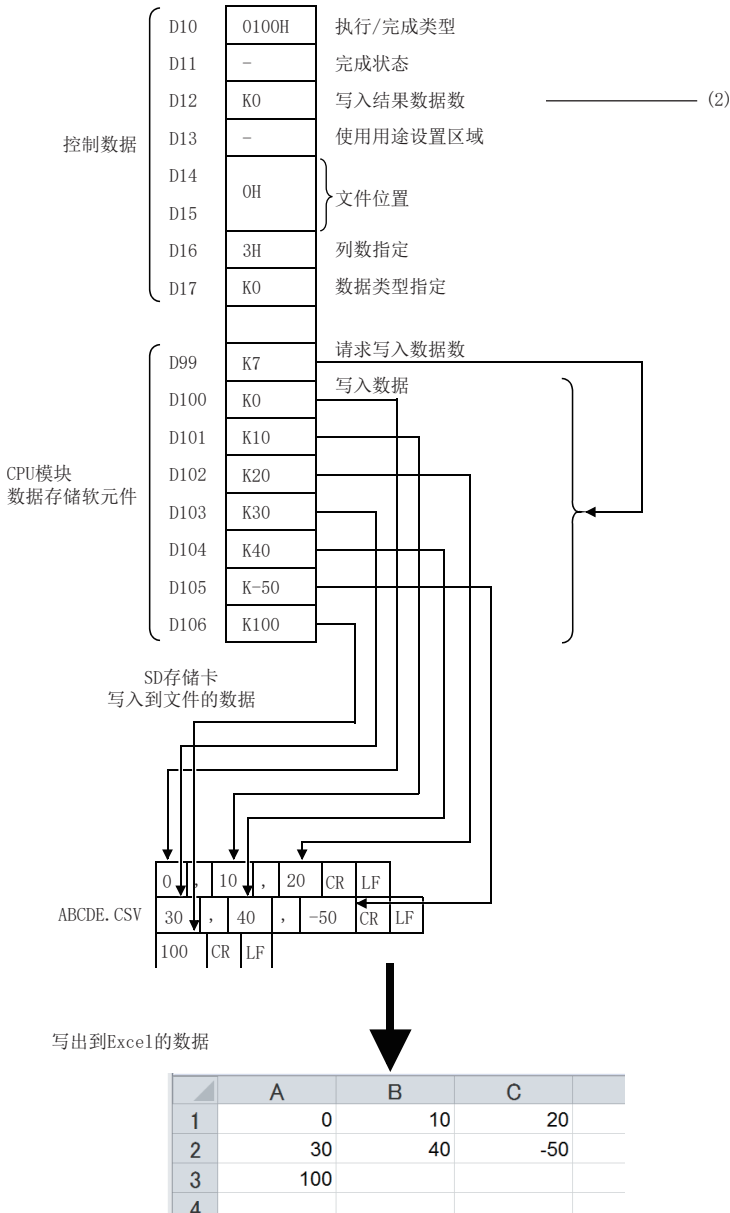 D10 0100H 执行/完成类型
D11 - 完成状态
D12 K0 写入结果数据数 (2)
D13 - 使用用途设置区域
控制数据
D14
0H 文件位置
D15
D16 3H 列数指定
D17 K0 数据类型指定
请求写入数据数
D99 K7
写入数据
D100 K0
D101 K10
CPU模块
数据存储软元件
D102 K20
D103 K30
D104 K40
D105 K-50
D106 K100
SD存储卡
写入到文件的数据
0 , 10 , 20 CR LF
ABCDE.CSV 30 , 40 , -50 CR LF
100 CR LF
写出到Excel的数据
A B C
1 0 10 20
2 30 40 -50
3 100
4